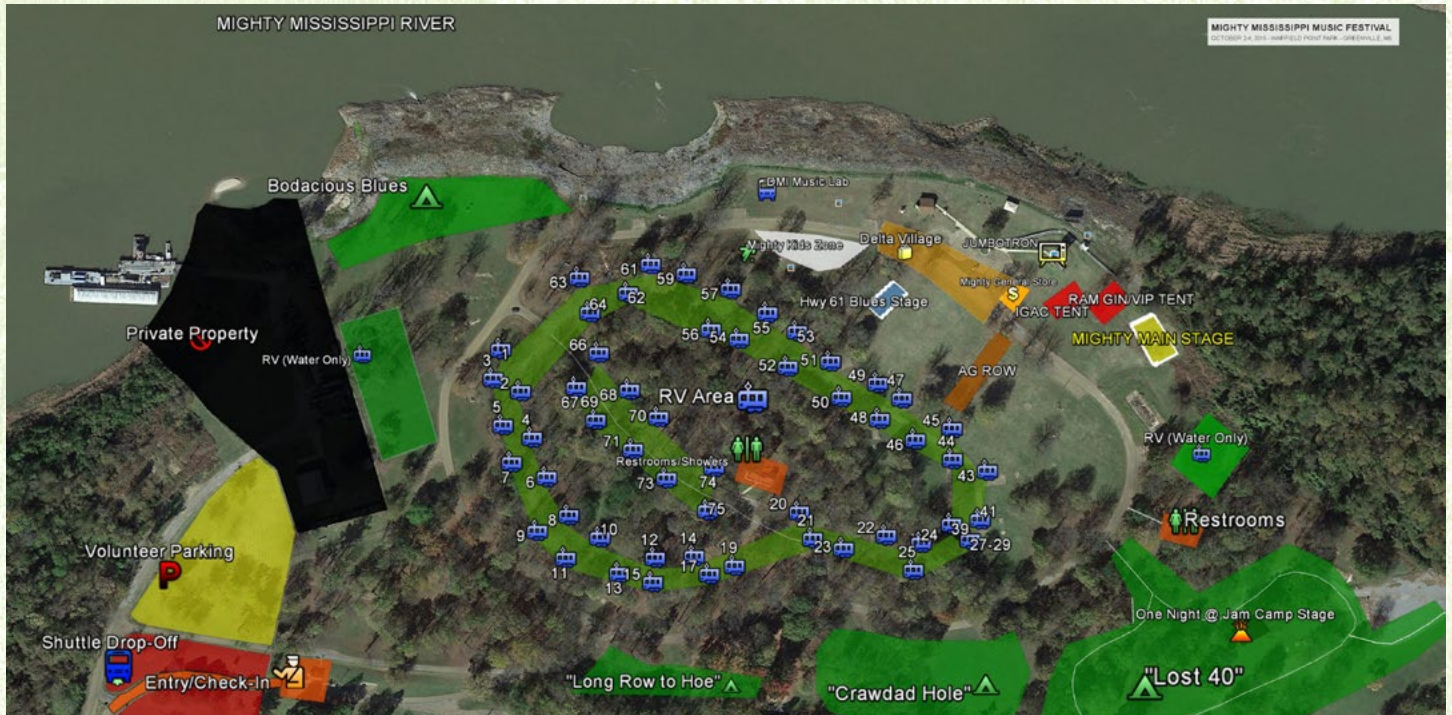 MIGHTY MISSISSIPPI RIVER
MIGHTY MISSISSIPPI MUSIC FESTIVAL
Bodacious Blues
BMI Music Lab
Mighty Kids Zone
Delta Village
JUMBOTRON
Mighty General Store
$
Hwy 61 Blues Stage
IGAC TENT
RAM GIN/VIP TENT
MIGHTY MAIN STAGE
AG ROW
Private Property
RV (Water Only)
RV Area
RV (Water Only)
Restrooms/Showers
Restrooms
Volunteer Parking
P
Shuttle Drop-Off
Entry/Check-In
"Long Row to Hoe"
"Crawdad Hole"
One Night @ Jam Camp Stage
"Lost 40"
63
61
59
62
57
64
56
54
55
53
3
1
66
52
51
2
67
69
68
49
47
50
5
4
70
48
45
71
46
44
7
6
73
74
43
8
75
20
21
41
9
10
22
24
39
11
12
14
19
23
25
27-29
13
15
17